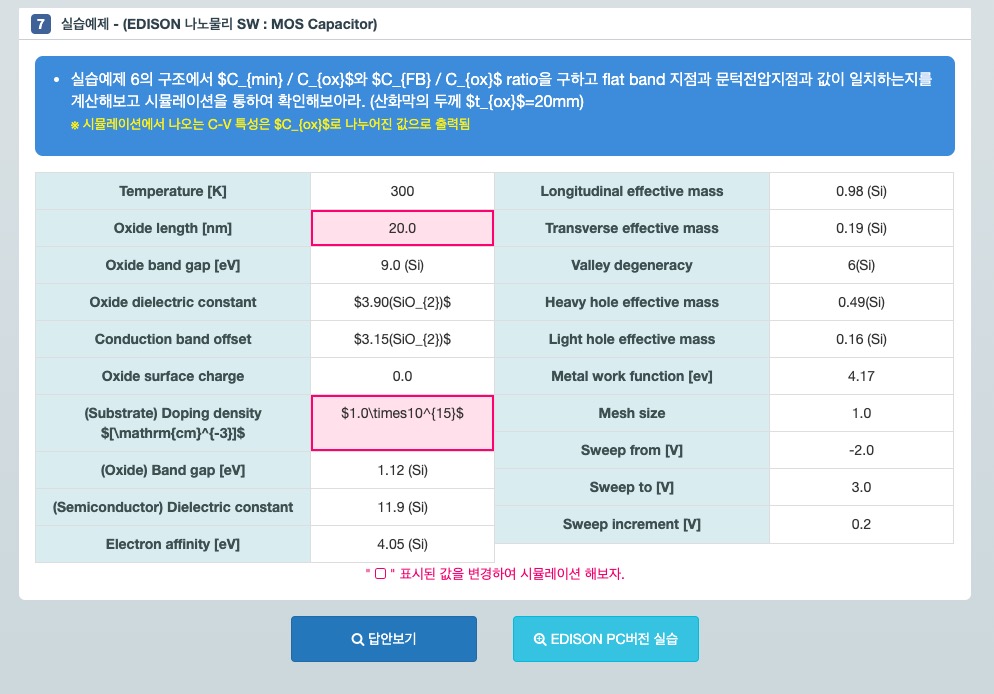 7 실습예제 - (EDISON 나노물리 SW : MOS Capacitor)
• 실습예제 6의 구조에서 $C_{min} / C_{ox}$와 $C_{FB} / C_{ox}$ ratio을 구하고 flat band 지점과 문턱전압지점과 값이 일치하는지를
계산해보고 시뮬레이션을 통하여 확인해보아라. (산화막의 두께 $t_{ox}$=20mm)
※ 시뮬레이션에서 나오는 C-V 특성은 $C_{ox}$로 나누어진 값으로 출력됨
Temperature [K] 300
Oxide length [nm] 20.0
Oxide band gap [eV] 9.0 (Si)
Oxide dielectric constant $3.90(SiO_{2})$
Conduction band offset $3.15(SiO_{2})$
Oxide surface charge 0.0
(Substrate) Doping density $1.0\times10^{15}$
$[\mathrm{cm}^{-3}]$
(Oxide) Band gap [eV] 1.12 (Si)
(Semiconductor) Dielectric constant 11.9 (Si)
Electron affinity [eV] 4.05 (Si)
Longitudinal effective mass 0.98 (Si)
Transverse effective mass 0.19 (Si)
Valley degeneracy 6(Si)
Heavy hole effective mass 0.49(Si)
Light hole effective mass 0.16 (Si)
Metal work function [ev] 4.17
Mesh size 1.0
Sweep from [V] -2.0
Sweep to [V] 3.0
Sweep increment [V] 0.2
" □ " 표시된 값을 변경하여 시뮬레이션 해보자.
답안보기
EDISON PC버전 실습